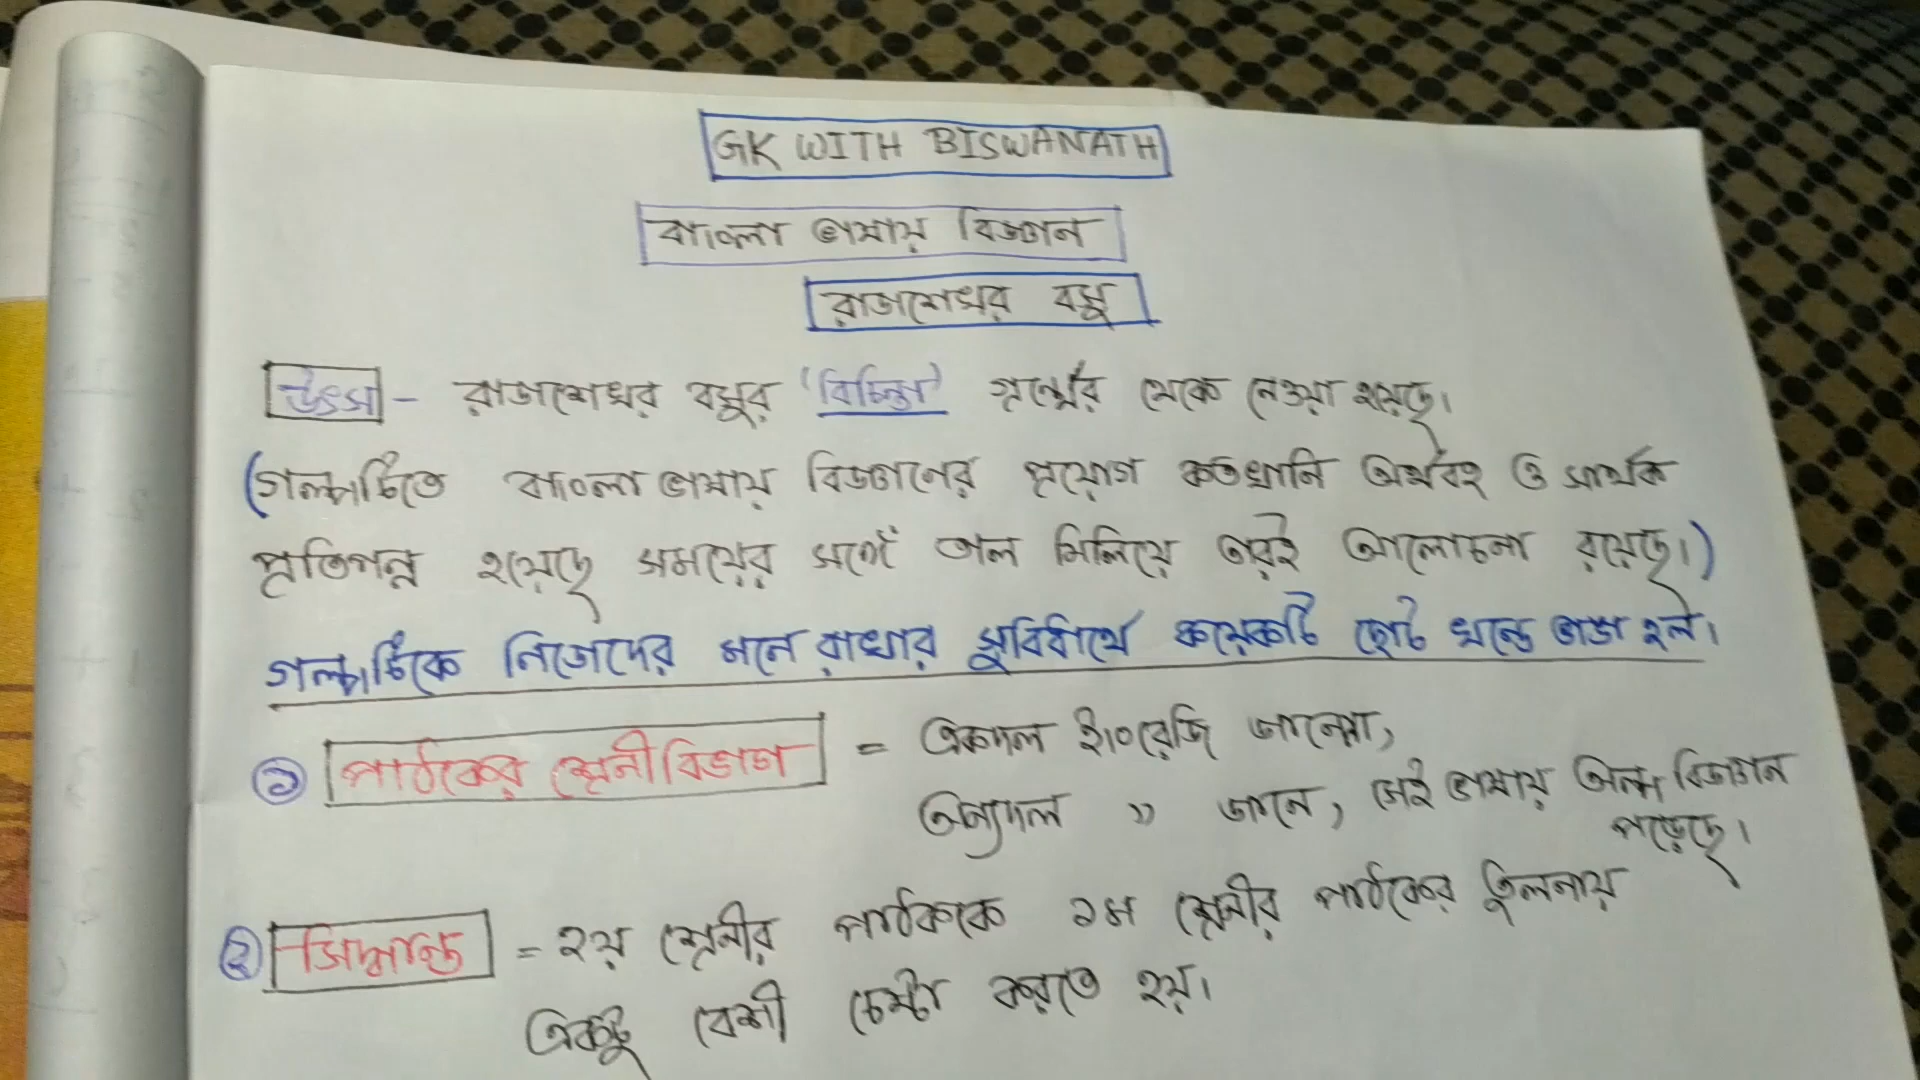 GK WITH BISWANATH
বাংলা ভাষায় বিজ্ঞান
রাজশেখর বসু
উৎস - রাজশেখর বসুর 'বিচিন্তা' গ্রন্থের থেকে নেওয়া হয়েছে।
(গল্পটিতে বাংলা ভাষায় বিজ্ঞানের প্রয়োগ কতখানি অর্থবহ ও সার্থক
প্রতিপন্ন হয়েছে সময়ের সঙ্গে তাল মিলিয়ে তারই আলোচনা রয়েছে।)
গল্পটিকে নিজেদের মনে রাখার সুবিধার্থে কয়েকটি ছোট খন্ডে ভাঙা হল।
১ পাঠকের শ্রেনীবিভাগ = একদল ইংরেজি জানেনা,
অন্যদল " জানে, সেই ভাষায় অল্প বিজ্ঞান
পড়েছে।
২ সিদ্ধান্ত = ২য় শ্রেনীর পাঠককে ১ম শ্রেনীর পাঠকের তুলনায়
একটু বেশী চেষ্টা করতে হয়।